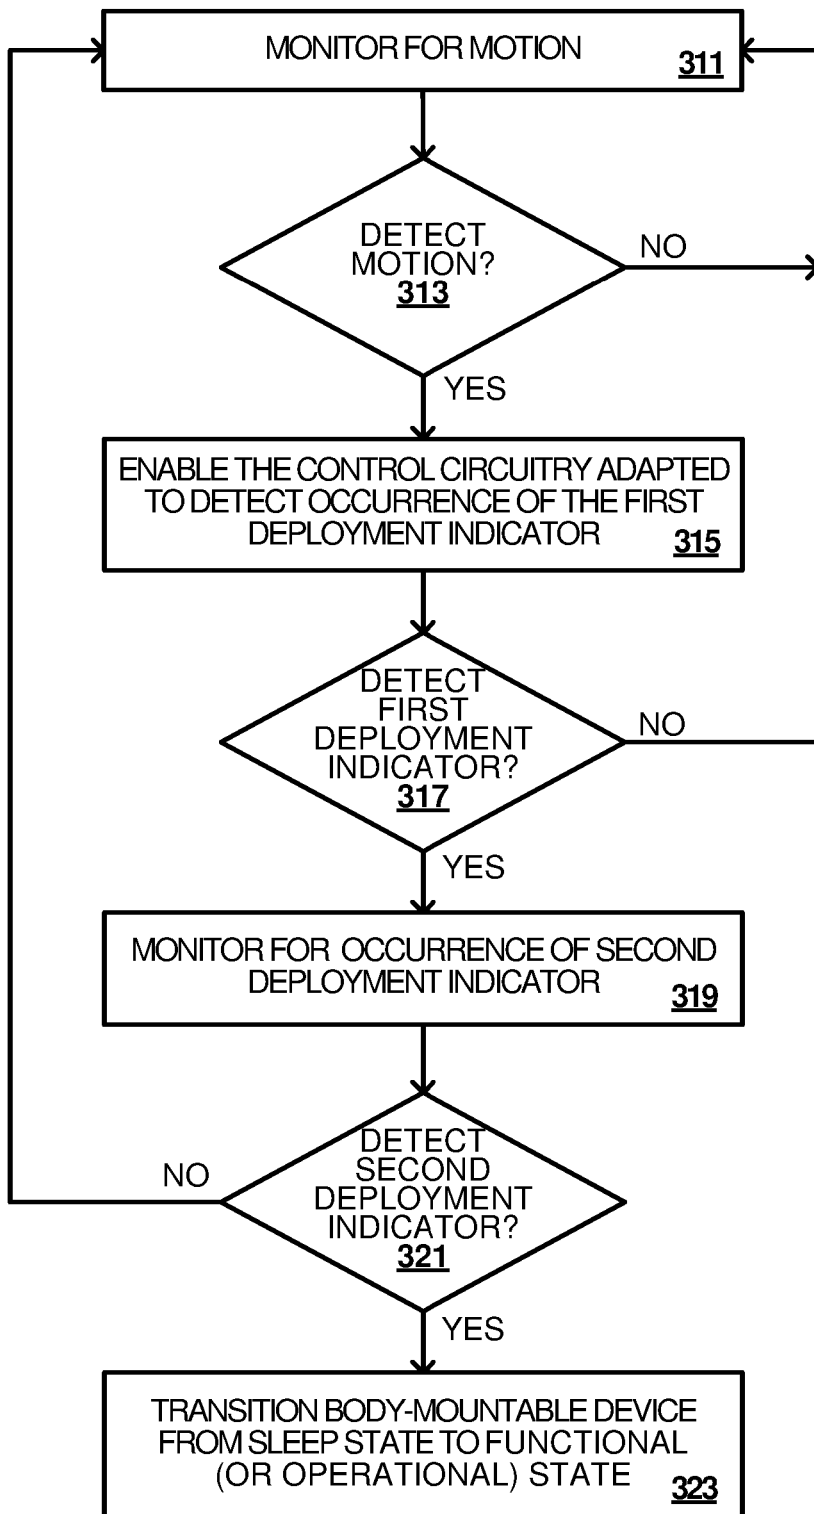 MONITOR FOR MOTION
311
DETECT
MOTION?
313
NO
YES
ENABLE THE CONTROL CIRCUITRY ADAPTED
TO DETECT OCCURRENCE OF THE FIRST
DEPLOYMENT INDICATOR
315
DETECT
FIRST
DEPLOYMENT
INDICATOR?
317
NO
YES
MONITOR FOR OCCURRENCE OF SECOND
DEPLOYMENT INDICATOR
319
DETECT
SECOND
DEPLOYMENT
INDICATOR?
321
NO
YES
TRANSITION BODY-MOUNTABLE DEVICE
FROM SLEEP STATE TO FUNCTIONAL
(OR OPERATIONAL) STATE
323